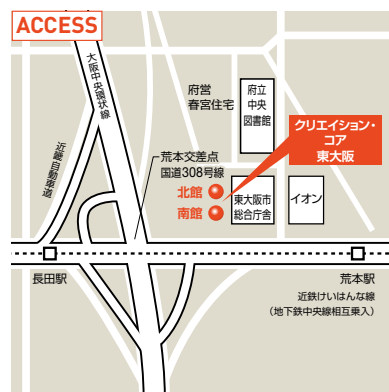 ACCESS
大阪中央環状線
近畿自動車道
府営
春宮住宅
府立
中央
図書館
クリエイション・
コア
東大阪
荒本交差点
国道308号線
北館
南館
東大阪市
総合庁舎
イオン
長田駅
荒本駅
近鉄けいはんな線
（地下鉄中央線相互乗入）